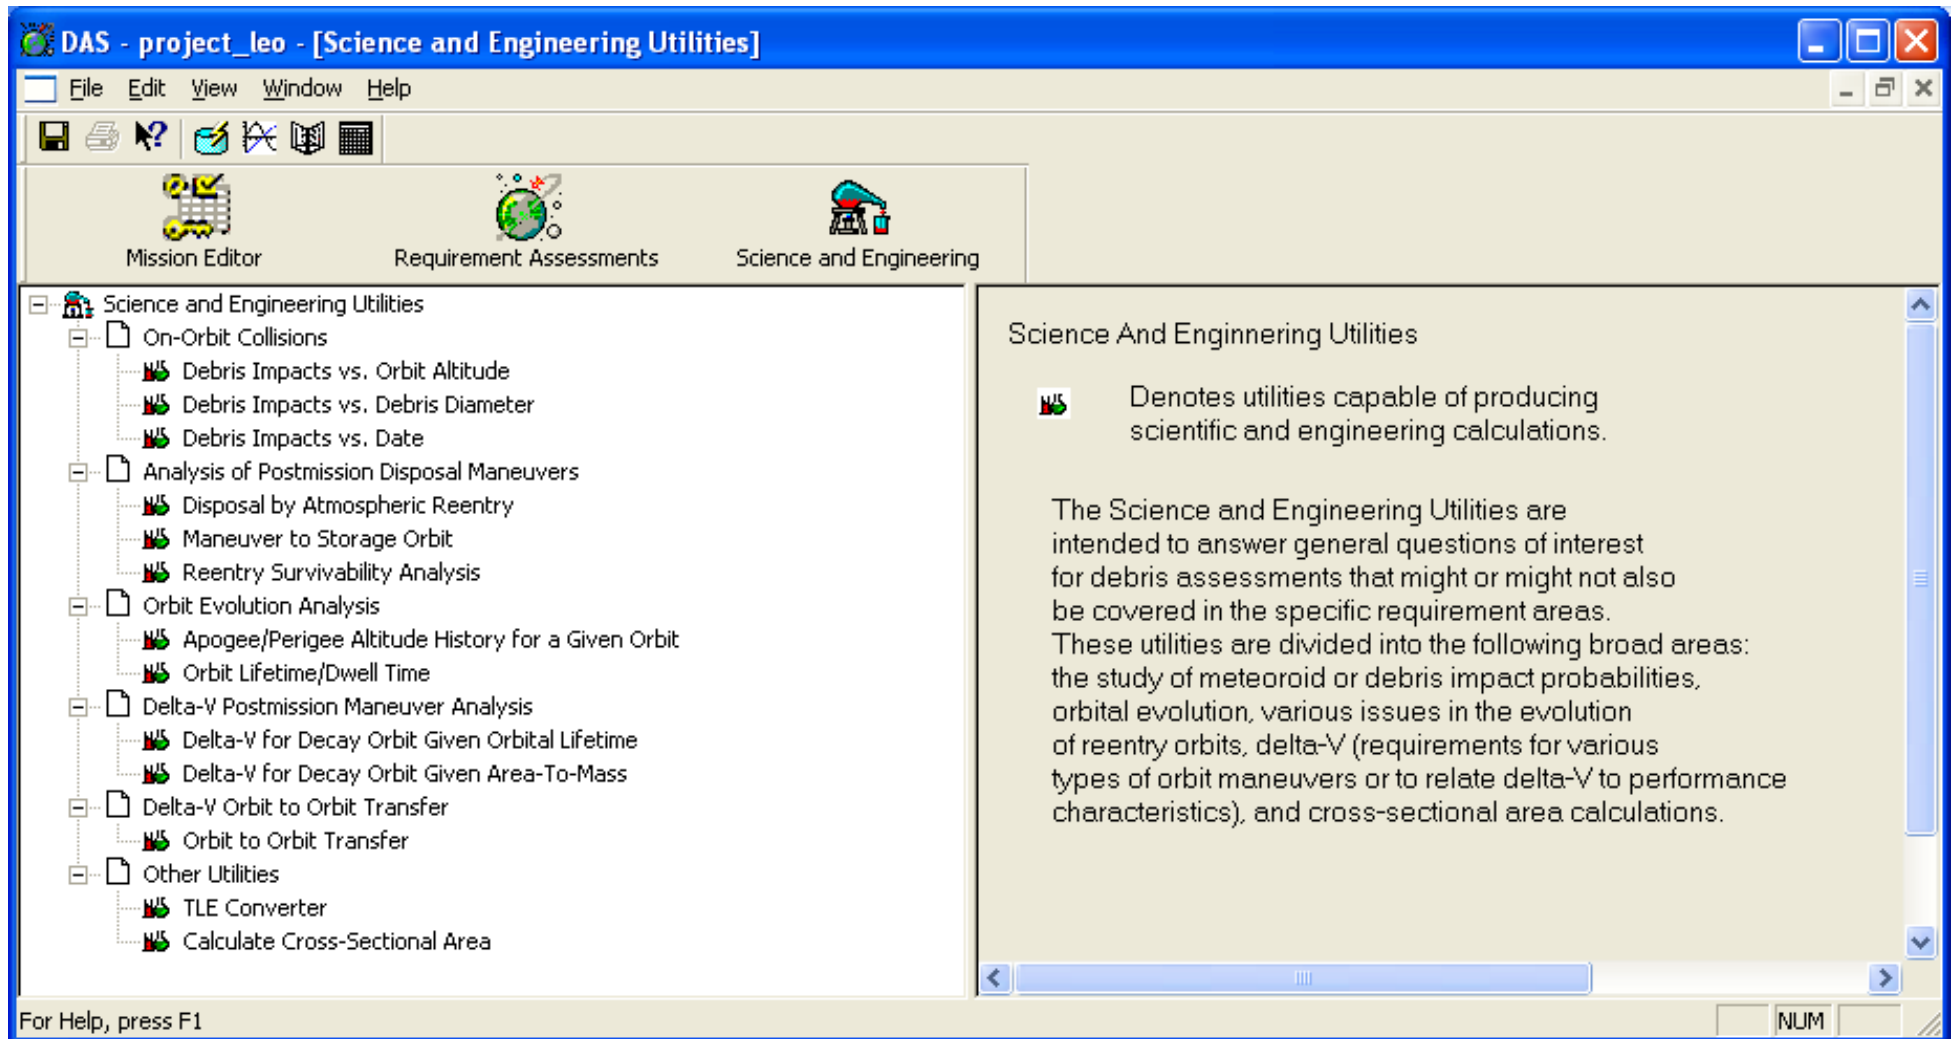 DAS - project_leo - [Science and Engineering Utilities]
File Edit View Window Help
Mission Editor Requirement Assessments Science and Engineering
Science and Engineering Utilities
On-Orbit Collisions
Debris Impacts vs. Orbit Altitude
Debris Impacts vs. Debris Diameter
Debris Impacts vs. Date
Analysis of Postmission Disposal Maneuvers
Disposal by Atmospheric Reentry
Maneuver to Storage Orbit
Reentry Survivability Analysis
Orbit Evolution Analysis
Apogee/Perigee Altitude History for a Given Orbit
Orbit Lifetime/Dwell Time
Delta-V Postmission Maneuver Analysis
Delta-V for Decay Orbit Given Orbital Lifetime
Delta-V for Decay Orbit Given Area-To-Mass
Delta-V Orbit to Orbit Transfer
Orbit to Orbit Transfer
Other Utilities
TLE Converter
Calculate Cross-Sectional Area
Science And Enginnering Utilities
Denotes utilities capable of producing
scientific and engineering calculations.
The Science and Engineering Utilities are
intended to answer general questions of interest
for debris assessments that might or might not also
be covered in the specific requirement areas.
These utilities are divided into the following broad areas:
the study of meteoroid or debris impact probabilities,
orbital evolution, various issues in the evolution
of reentry orbits, delta-V (requirements for various
types of orbit maneuvers or to relate delta-V to performance
characteristics), and cross-sectional area calculations.
For Help, press F1
NUM